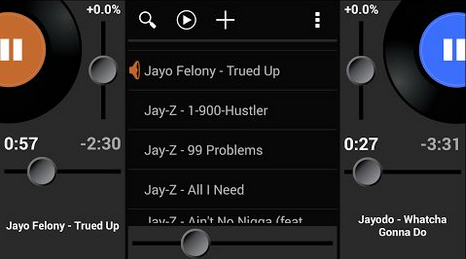 +0.0%
0:57 -2:30
Jayo Felony - Trued Up
Jayo Felony - Trued Up
Jay-Z - 1-900-Hustler
Jay-Z - 99 Problems
Jay-Z - All I Need
Jay-Z - Ain't No Nigga (feat
+0.0%
0:27 -3:31
Jayodo - Whatcha
Gonna Do